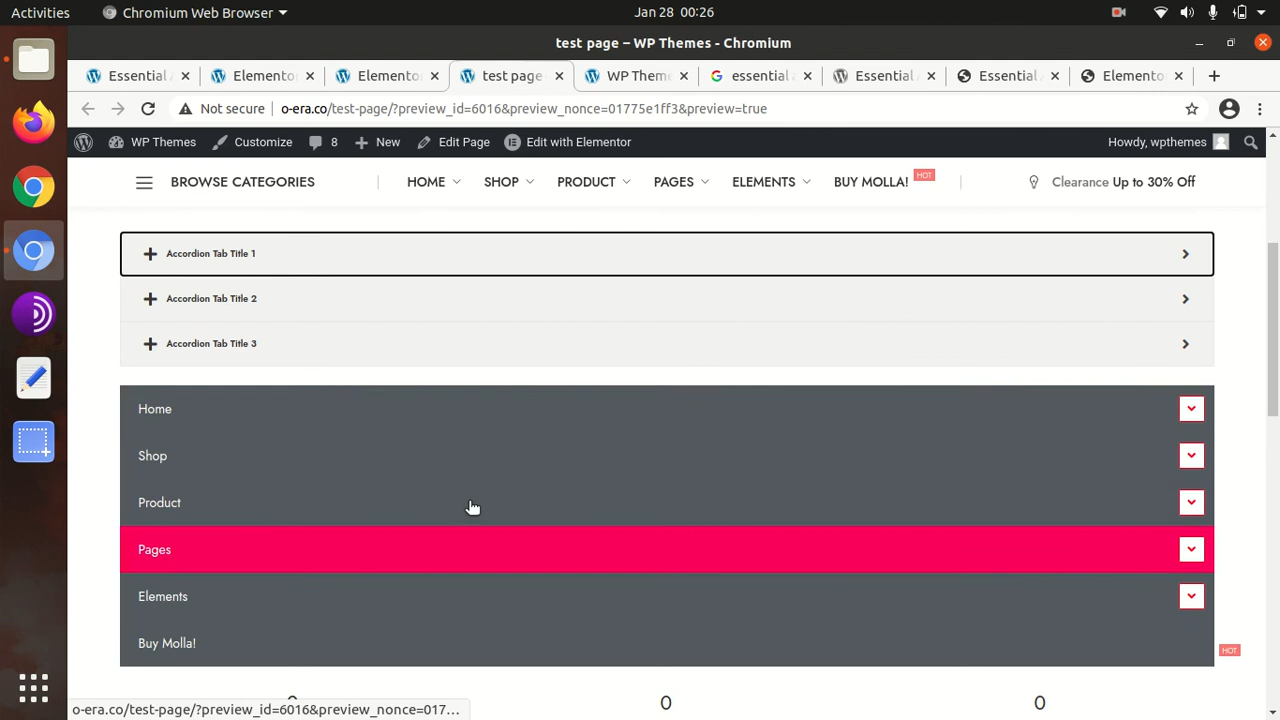 Activities Chromium Web Browser Jan 28 00:26
test page – WP Themes - Chromium
Essential A Elemento Elemento test page WP Theme essential a Essential A Essential Elemento
Not secure o-era.co/test-page/?preview_id=6016&preview_nonce=01775e1ff3&preview=true
WP Themes Customize 8 New Edit Page Edit with Elementor Howdy, wpthemes
BROWSE CATEGORIES HOME SHOP PRODUCT PAGES ELEMENTS BUY MOLLA! HOT Clearance Up to 30% Off
Accordion Tab Title 1
Accordion Tab Title 2
Accordion Tab Title 3
Home
Shop
Product
Pages
Elements
Buy Molla!
HOT
0 0
o-era.co/test-page/?preview_id=6016&preview_nonce=017...